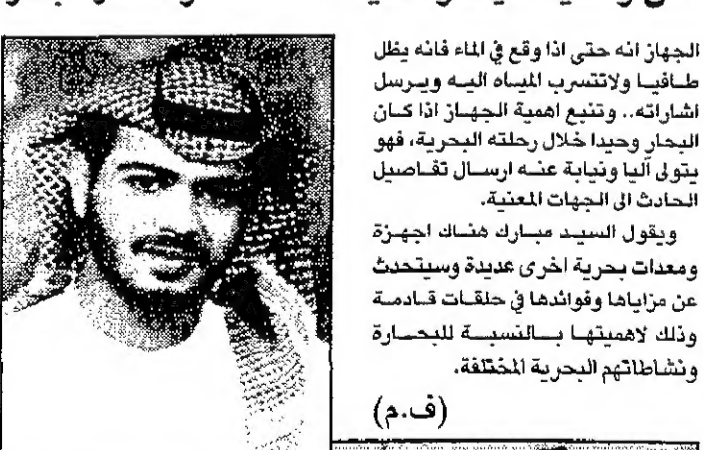 الجهاز انه حتى اذا وقع في الماء فانه يظل
طافيا ولاتتسرب المياه اليه ويرسل
اشاراته.. وتنبع اهمية الجهاز اذا كان
البحار وحيدا خلال رحلته البحرية، فهو
يتولى آليا ونيابة عنه ارسال تفاصيل
الحادث الى الجهات المعنية.
ويقول السيد مبارك هناك اجهزة
ومعدات بحرية اخرى عديدة وسيتحدث
عن مزاياها وفوائدها في حلقات قادمة
وذلك لاهميتها بالنسبة للبحارة
ونشاطاتهم البحرية المختلفة.
(ف.م)